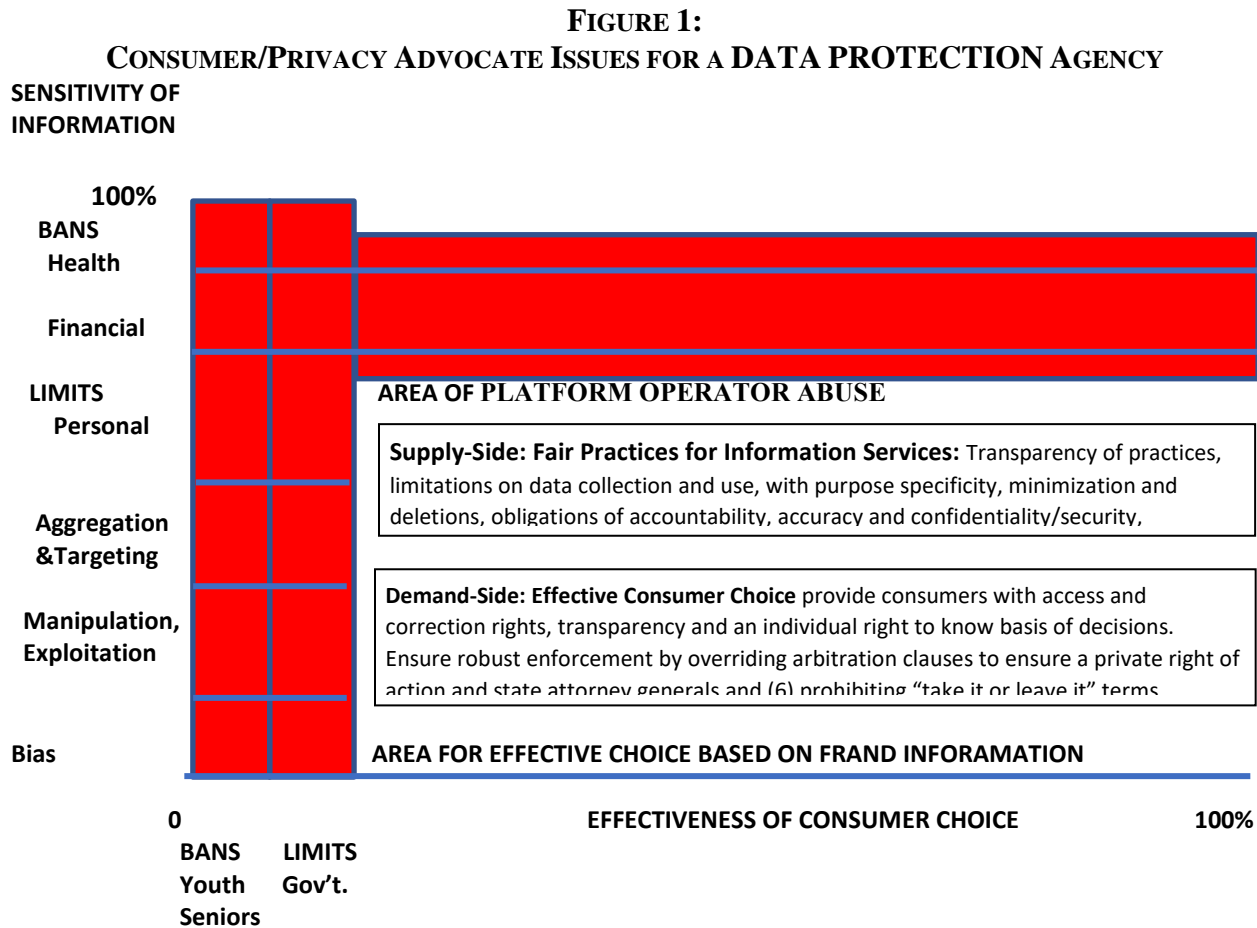 FIGURE 1:
CONSUMER/PRIVACY ADVOCATE ISSUES FOR A DATA PROTECTION AGENCY
SENSITIVITY OF
INFORMATION
100%
BANS
Health
Financial
LIMITS
Personal
Aggregation
&Targeting
Manipulation,
Exploitation
Bias
AREA OF PLATFORM OPERATOR ABUSE
Supply-Side: Fair Practices for Information Services: Transparency of practices,
limitations on data collection and use, with purpose specificity, minimization and
deletions, obligations of accountability, accuracy and confidentiality/security,
Demand-Side: Effective Consumer Choice provide consumers with access and
correction rights, transparency and an individual right to know basis of decisions.
Ensure robust enforcement by overriding arbitration clauses to ensure a private right of
action and state attorney generals and (6) prohibiting “take it or leave it” terms
AREA FOR EFFECTIVE CHOICE BASED ON FRAND INFORAMATION
0 EFFECTIVENESS OF CONSUMER CHOICE 100%
BANS LIMITS
Youth Gov’t.
Seniors